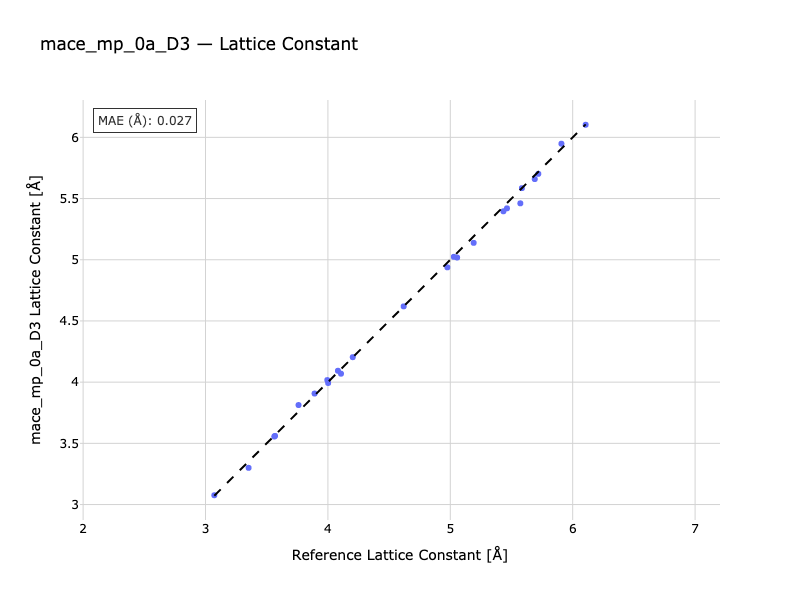 mace_mp_0a_D3 — Lattice Constant
MAE (Å): 0.027
mace_mp_0a_D3 Lattice Constant [Å]
6
5.5
5
4.5
4
3.5
3
2 3 4 5 6 7
Reference Lattice Constant [Å]